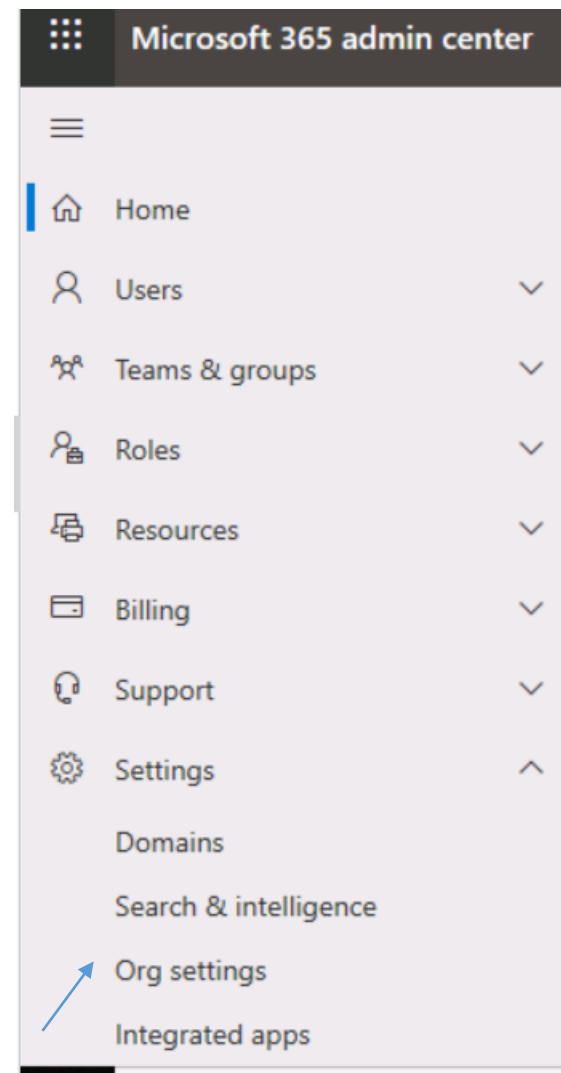 Microsoft 365 admin center
Home
Users
Teams & groups
Roles
Resources
Billing
Support
Settings
Domains
Search & intelligence
Org settings
Integrated apps